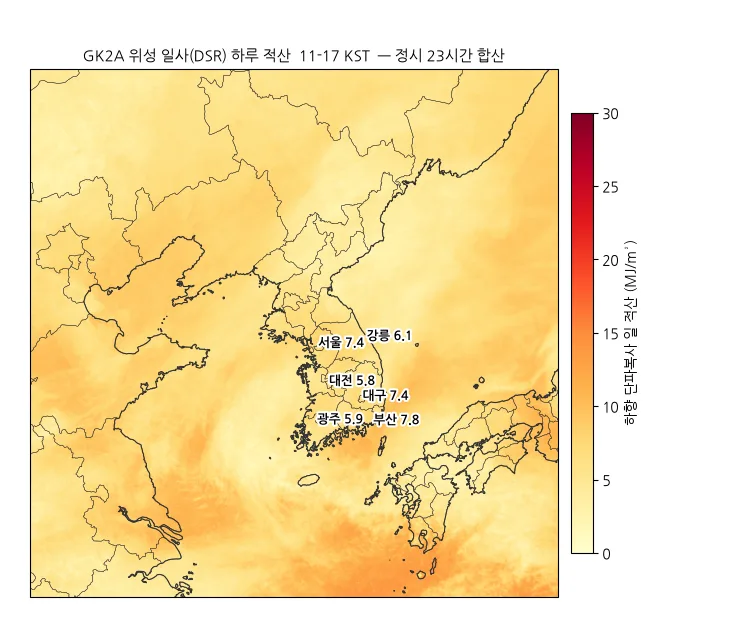 GK2A 위성 일사(DSR) 하루 적산 11-17 KST — 정시 23시간 합산
강릉 6.1
서울 7.4
대전 5.8
대구 7.4
광주 5.9
부산 7.8
30
25
20
15
10
5
0
하향 단파복사 일 적산 (MJ/m²)